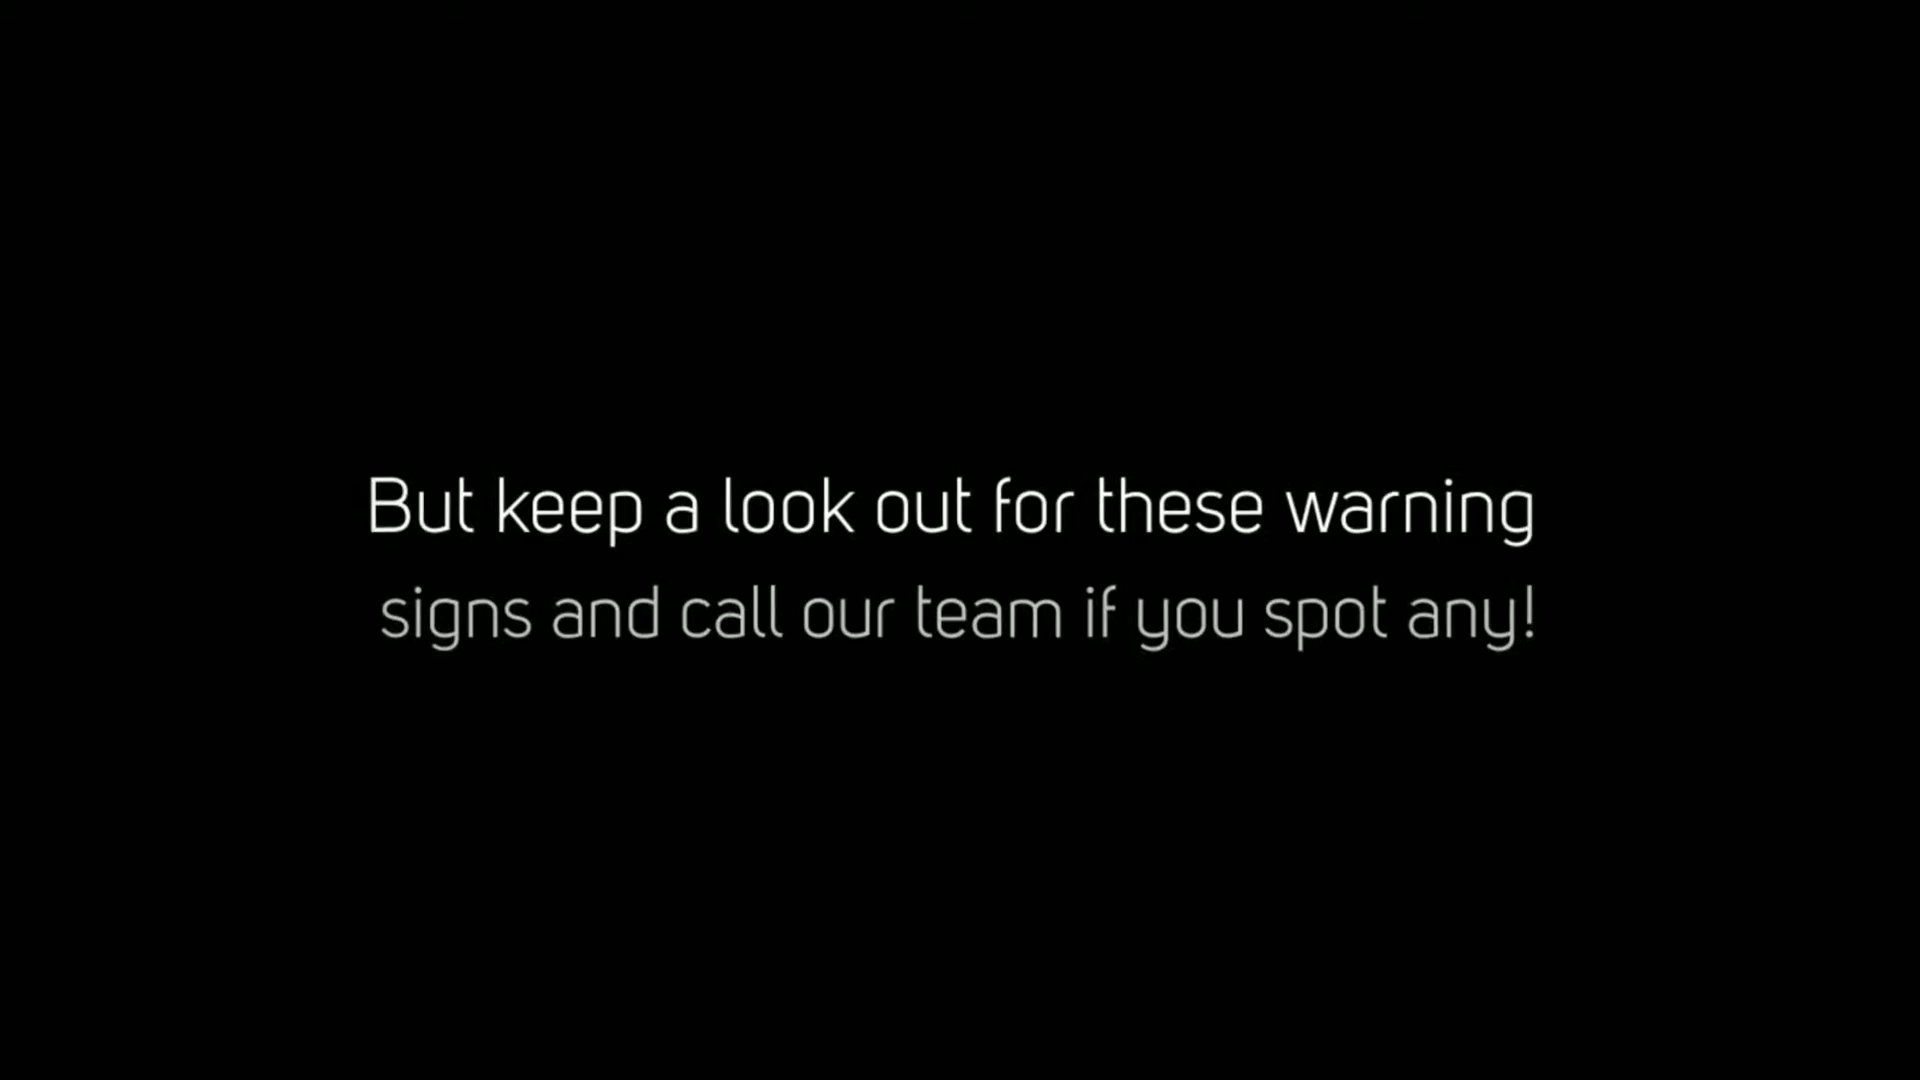 But keep a look out for these warning
signs and call our team if you spot any!